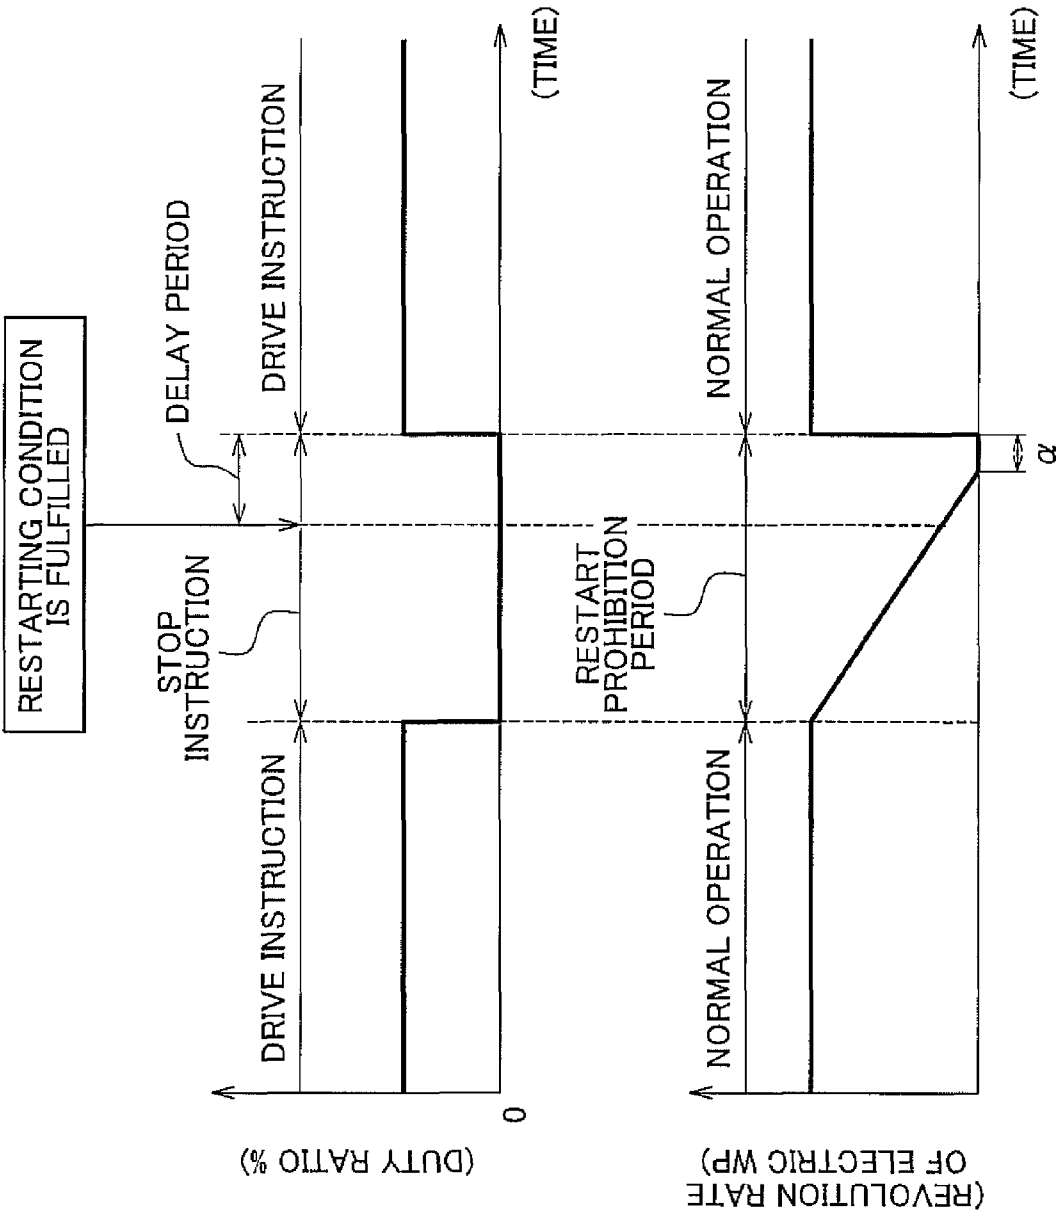 RESTARTING CONDITION
IS FULFILLED
DELAY PERIOD
STOP
INSTRUCTION
DRIVE INSTRUCTION
DRIVE INSTRUCTION
(DUTY RATIO %)
0
(TIME)
RESTART
PROHIBITION
PERIOD
NORMAL OPERATION
NORMAL OPERATION
(REVOLUTION RATE
OF ELECTRIC WP)
α
(TIME)